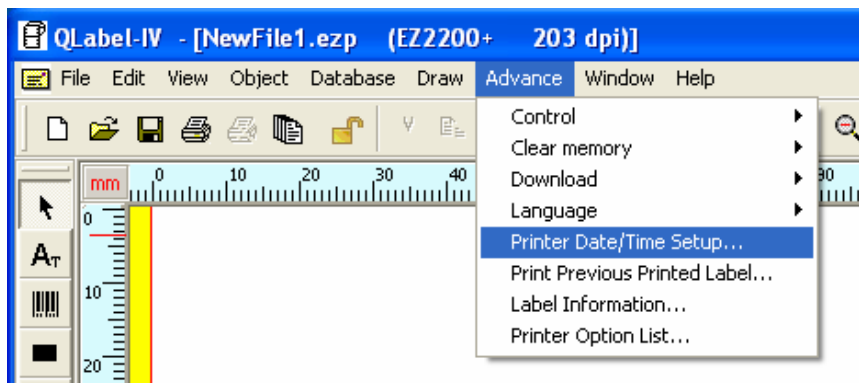 QLabel-IV - [NewFile1.ezp (EZ2200+ 203 dpi)]
File Edit View Object Database Draw Advance Window Help
Control
Clear memory
Download
Language
Printer Date/Time Setup...
Print Previous Printed Label...
Label Information...
Printer Option List...
mm 0 10 20 30 40 90
0
10
20
AT